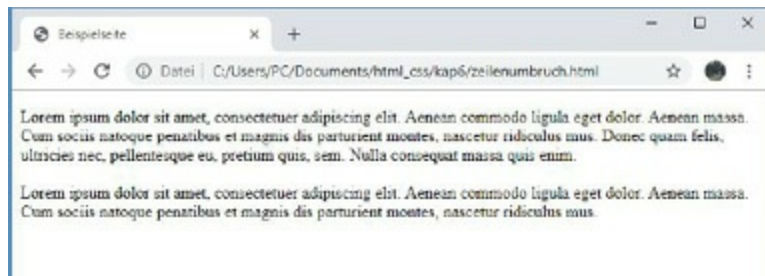 Beispielseite
Datei | C:/Users/PC/Documents/html_css/kap6/zeilenumbruch.html
Lorem ipsum dolor sit amet, consectetuer adipiscing elit. Aenean commodo ligula eget dolor. Aenean massa.
Cum sociis natoque penatibus et magnis dis parturient montes, nascetur ridiculus mus. Donec quam felis,
ultricies nec, pellentesque eu, pretium quis, sem. Nulla consequat massa quis enim.
Lorem ipsum dolor sit amet, consectetuer adipiscing elit. Aenean commodo ligula eget dolor. Aenean massa.
Cum sociis natoque penatibus et magnis dis parturient montes, nascetur ridiculus mus.